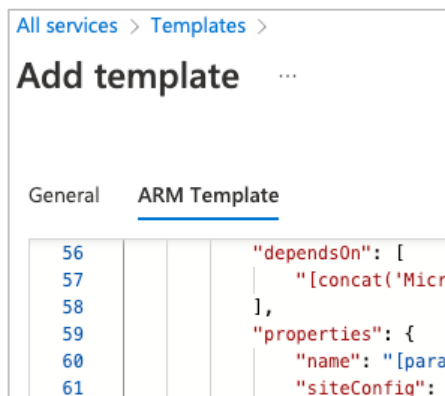 All services > Templates >
Add template ...
General ARM Template
56 "dependsOn": [
57 "[concat('Micr
58 ],
59 "properties": {
60 "name": "[para
61 "siteConfig":